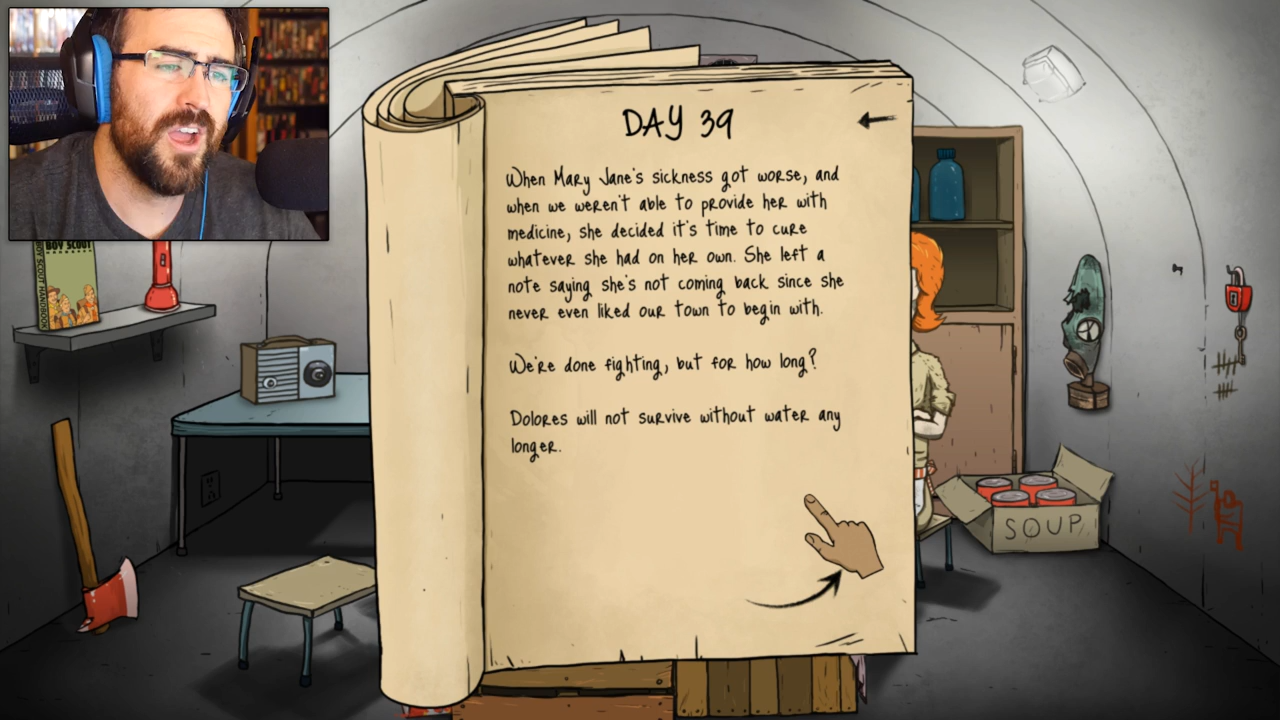 DAY 39
When Mary Jane's sickness got worse, and
when we weren't able to provide her with
medicine, she decided it's time to cure
whatever she had on her own. She left a
note saying she's not coming back since she
never even liked our town to begin with.
We're done fighting, but for how long?
Dolores will not survive without water any
longer.
BOY SCOUT
BOY SCOUT HANDBOOK
SOUP